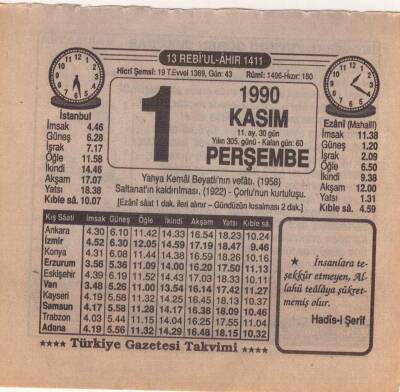 13 REBİ'UL-ÂHIR 1411
Hicrî Şemsî: 19 T.Evvel 1369, Gün: 43 Rûmî: 1406-Hızır: 180
1
1990
KASIM
11. ay, 30 gün
Yılın 305. günü - Kalan gün: 60
PERŞEMBE
İstanbul
İmsak 4.46
Güneş 6.28
İsrak 7.17
Öğle 11.58
İkindi 14.46
Akşam 17.07
Yatsı 18.38
Kıble sâ. 10.07
Ezânî (Mahallî)
İmsak 11.38
Güneş 1.20
İsrak 2.09
Öğle 6.50
İkindi 9.38
Akşam 12.00
Yatsı 1.31
Kıble sâ. 4.59
Yahya Kemâl Beyatlı'nın vefâtı. (1958)
Saltanat'ın kaldırılması. (1922) - Çorlu'nun kurtuluşu.
[Ezânî sâat 1 dak. ileri alınır – Gündüzün kısalması 2 dak.]
Kış Sâati İmsak Güneş Öğle İkindi Akşam Yatsı Kıble sâ.
Ankara 4.30 6.10 11.42 14.33 16.54 18.23 10.24
İzmir 4.52 6.30 12.05 14.59 17.19 18.47 9.46
Konya 4.31 6.08 11.44 14.38 16.59 18.26 10.16
Erzurum 3.56 5.36 11.09 14.00 16.20 17.50 11.13
Eskişehir 4.39 6.19 11.52 14.43 17.03 18.33 10.11
Van 3.48 5.26 11.00 13.54 16.14 17.42 11.27
Kayseri 4.19 5.58 11.32 14.25 16.45 18.13 10.37
Samsun 4.17 5.58 11.28 14.17 16.38 18.09 10.46
Trabzon 4.03 5.44 11.15 14.04 16.25 17.55 11.04
Adana 4.19 5.56 11.32 14.29 16.48 18.15 10.32
★ İnsanlara te-
şekkür etmeyen, Al-
lahü teâlâya şükret-
memiş olur.
Hadîs-i Şerîf
★★★★ Türkiye Gazetesi Takvimi ★★★★